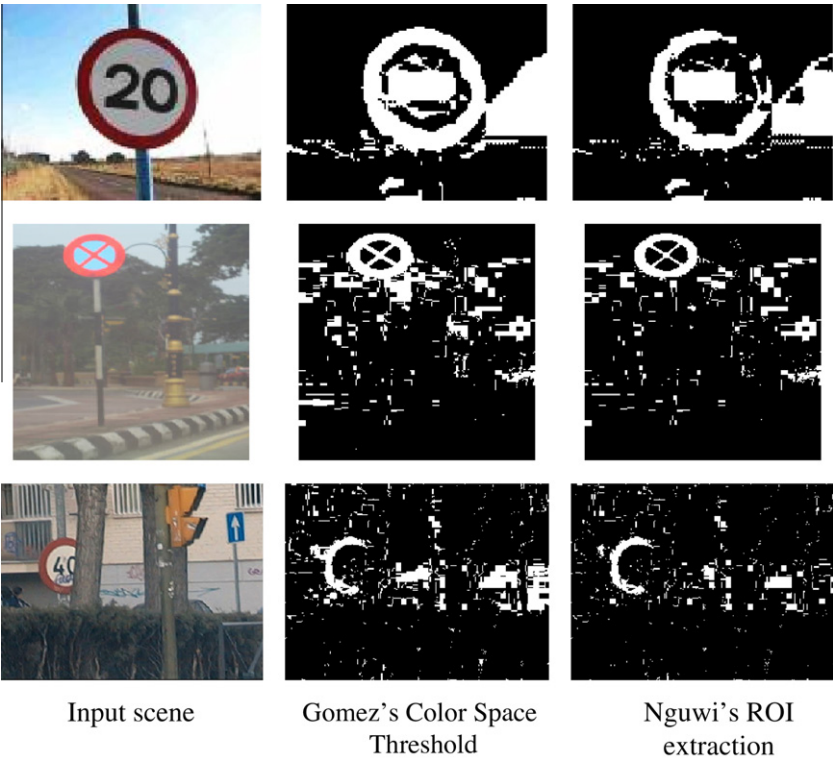 20
40
Input scene
Gomez's Color Space
Threshold
Nguwi's ROI
extraction